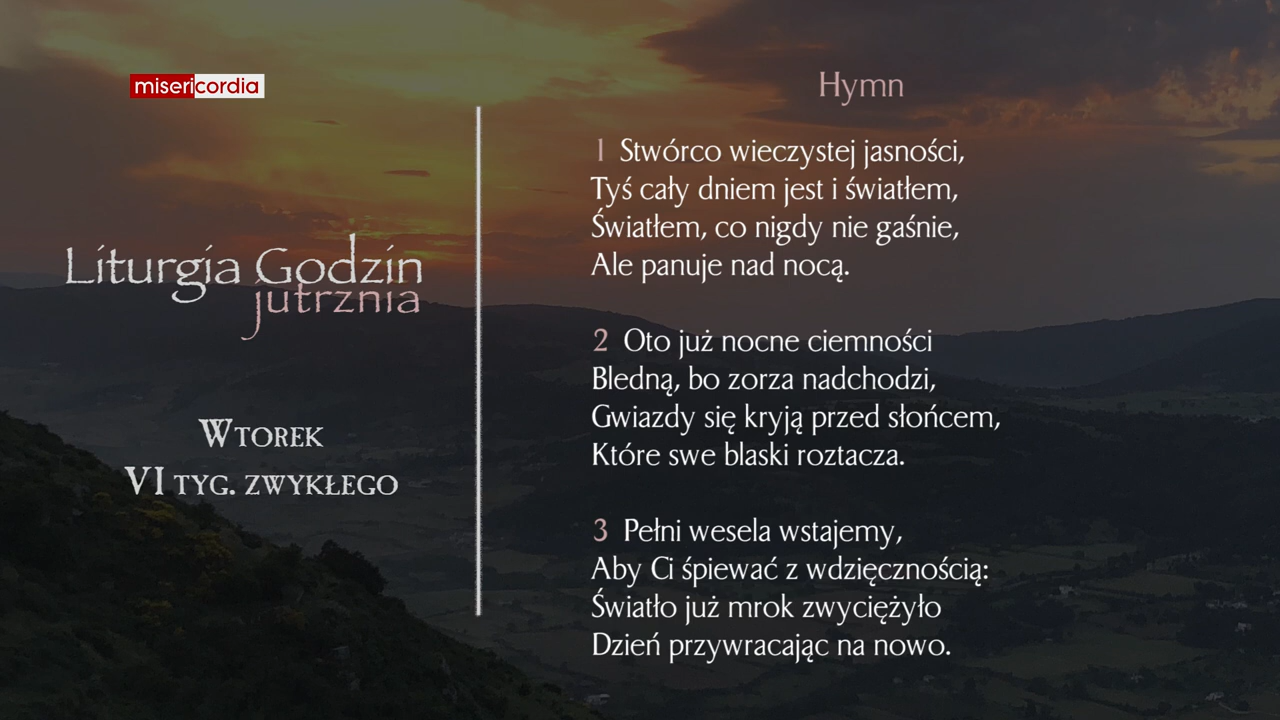 misericordia
Liturgia Godzin
jutrznia
Wtorek
VI tyg. zwykłego
Hymn
1 Stwórco wieczystej jasności,
Tyś cały dniem jest i światłem,
Światłem, co nigdy nie gaśnie,
Ale panuje nad nocą.
2 Oto już nocne ciemności
Bledną, bo zorza nadchodzi,
Gwiazdy się kryją przed słońcem,
Które swe blaski roztacza.
3 Pełni wesela wstajemy,
Aby Ci śpiewać z wdzięcznością:
Światło już mrok zwyciężyło
Dzień przywracając na nowo.